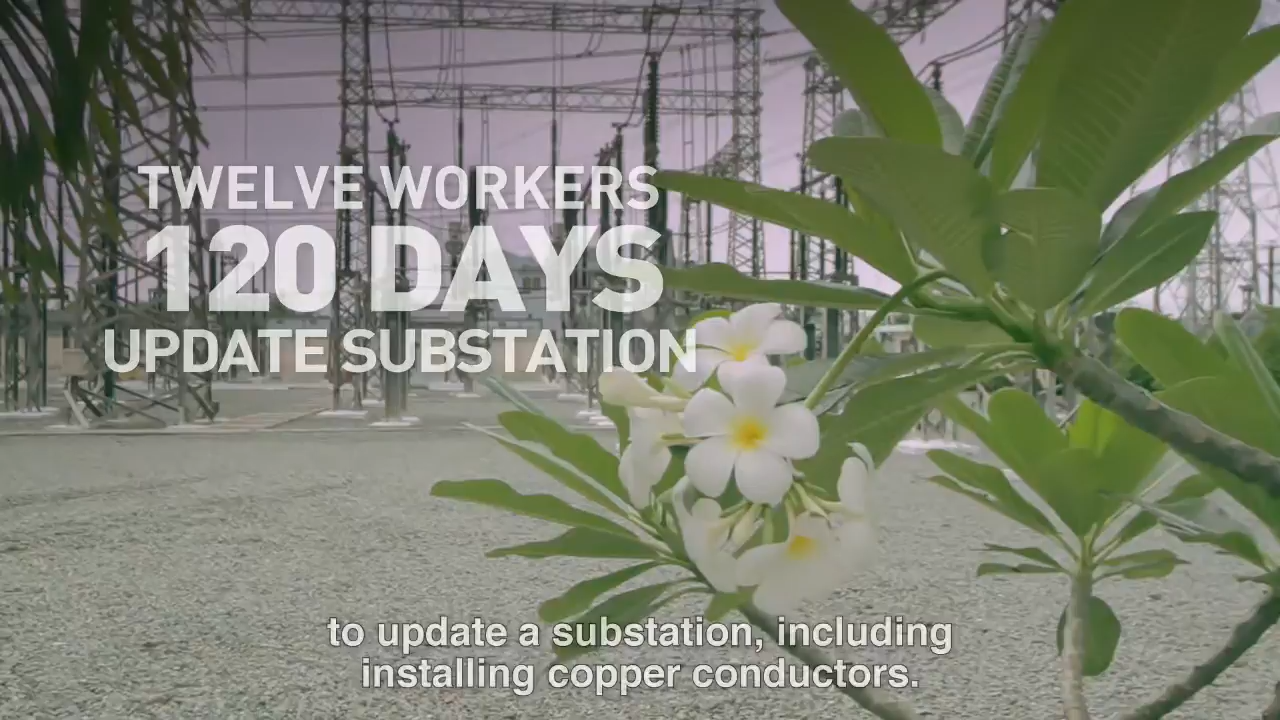 TWELVE WORKERS
120 DAYS
UPDATE SUBSTATION
to update a substation, including
installing copper conductors.